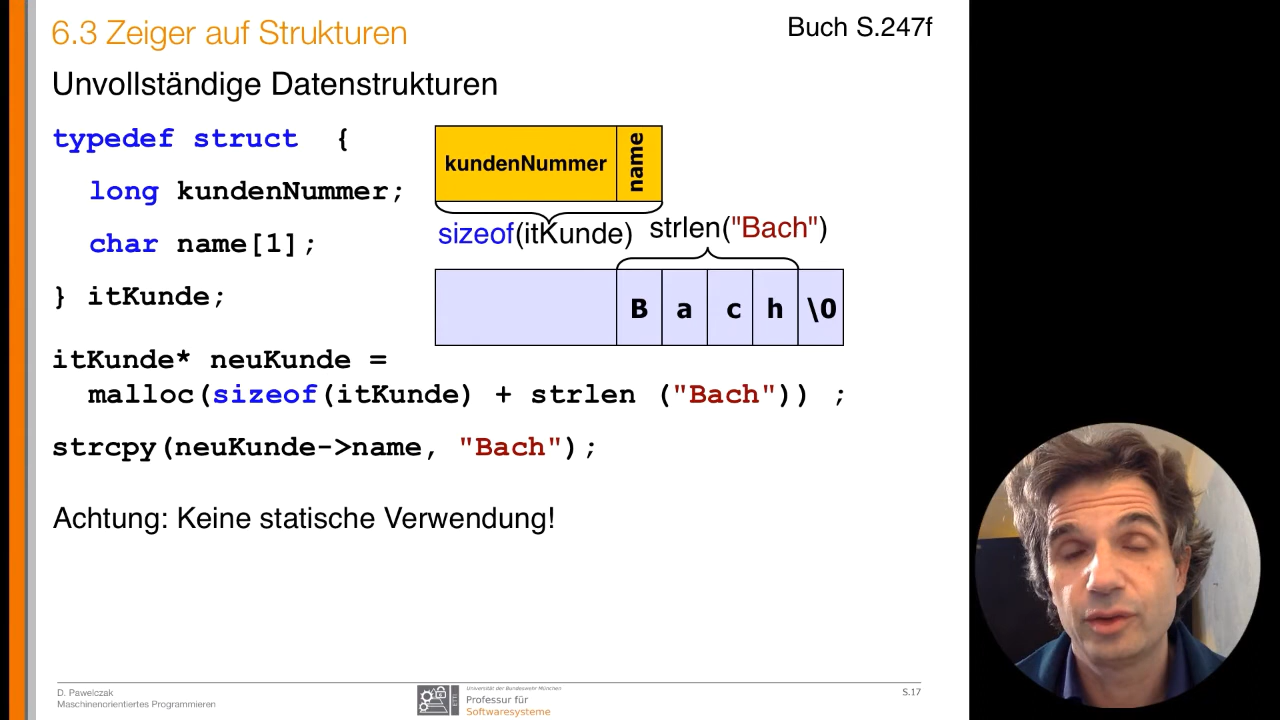 6.3 Zeiger auf Strukturen
Buch S.247f
Unvollständige Datenstrukturen
typedef struct {
long kundenNummer;
char name[1];
} itKunde;
kundenNummer
name
sizeof(itKunde)
strlen("Bach")
B a c h \0
itKunde* neuKunde =
malloc(sizeof(itKunde) + strlen ("Bach")) ;
strcpy(neuKunde->name, "Bach");
Achtung: Keine statische Verwendung!
D. Pawelczak
Maschinenorientiertes Programmieren
ETTI
Universität der Bundeswehr München
Professur für
Softwaresysteme
S.17